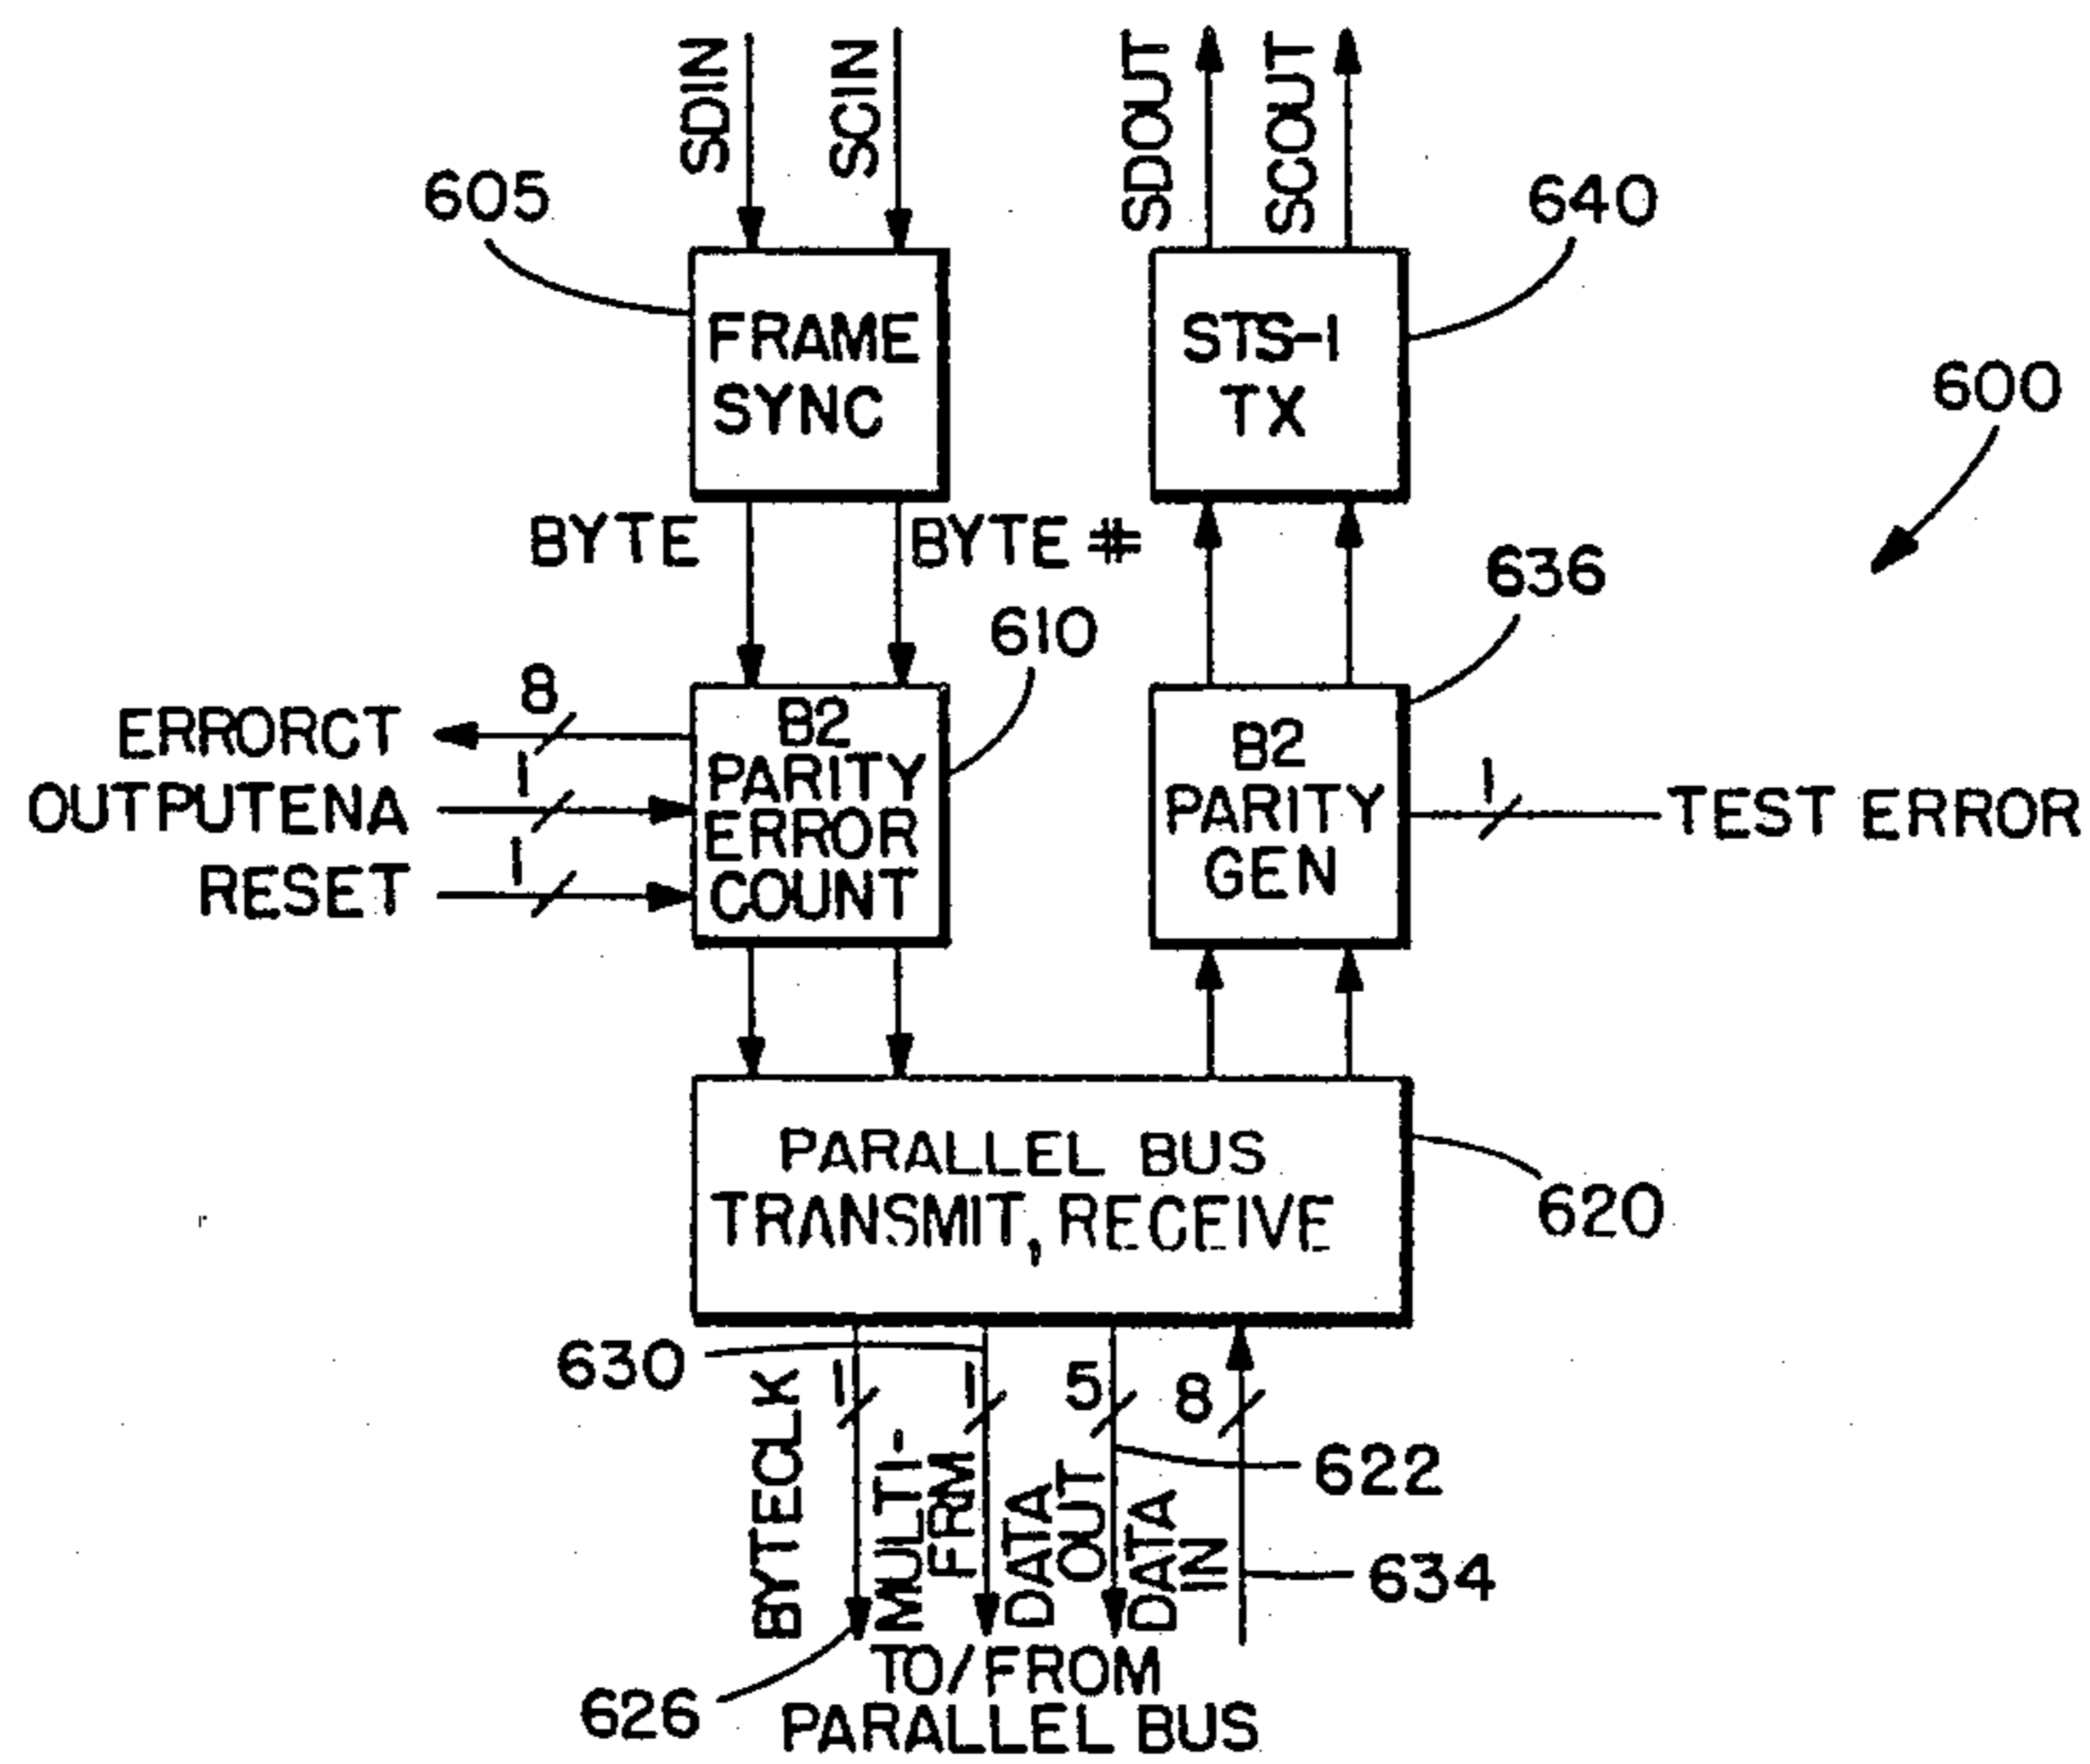 SDIN
SCIN
SDOUT
SCOUT
605
640
FRAME
SYNC
STS-1
TX
600
BYTE
BYTE #
636
610
8
ERRORCT
1
OUTPUTENA
1
RESET
B2
PARITY
ERROR
COUNT
B2
PARITY
GEN
1
TEST ERROR
PARALLEL BUS
TRANSMIT, RECEIVE
620
630
1
1
5
8
BYTECLK
MULTI-
FRM
DATA
OUT
DATA
IN
622
634
626
TO/FROM
PARALLEL BUS